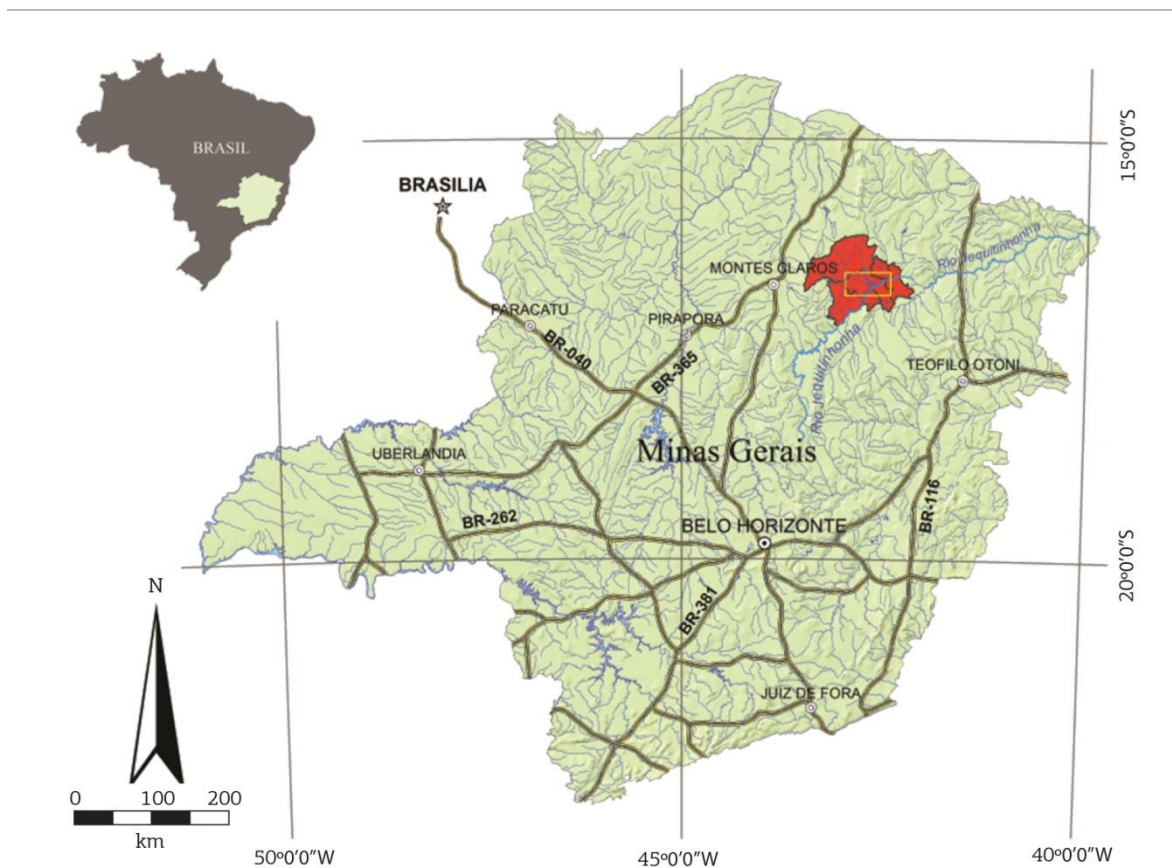 BRASIL
15º0'0"S
BRASILIA
Rio Jequitinhonha
MONTES CLAROS
PARACATU
PIRAPORA
BR-040
BR-365
TEOFILO OTONI
Rio Jequitinhonha
Minas Gerais
UBERLANDIA
BR-262
BR-116
BELO HORIZONTE
20º0'0"S
N
BR-381
JUIZ DE FORA
0 100 200
km
50º0'0"W
45º0'0"W
40º0'0"W